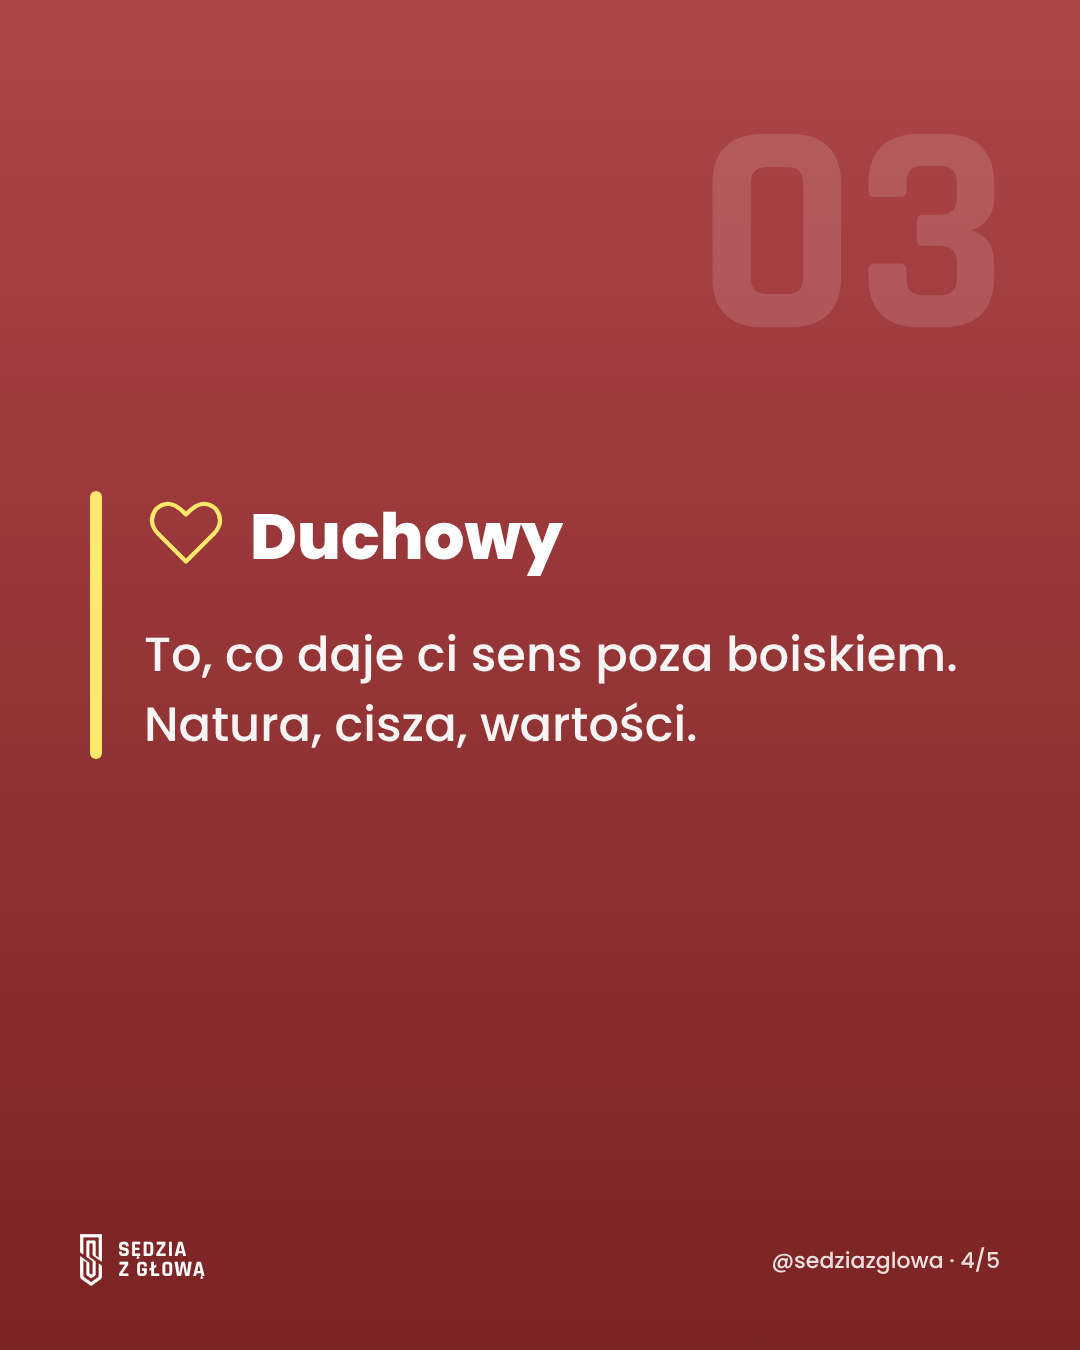 03
Duchowy
To, co daje ci sens poza boiskiem.
Natura, cisza, wartości.
SĘDZIA
Z GŁOWĄ
@sedziazglowa · 4/5